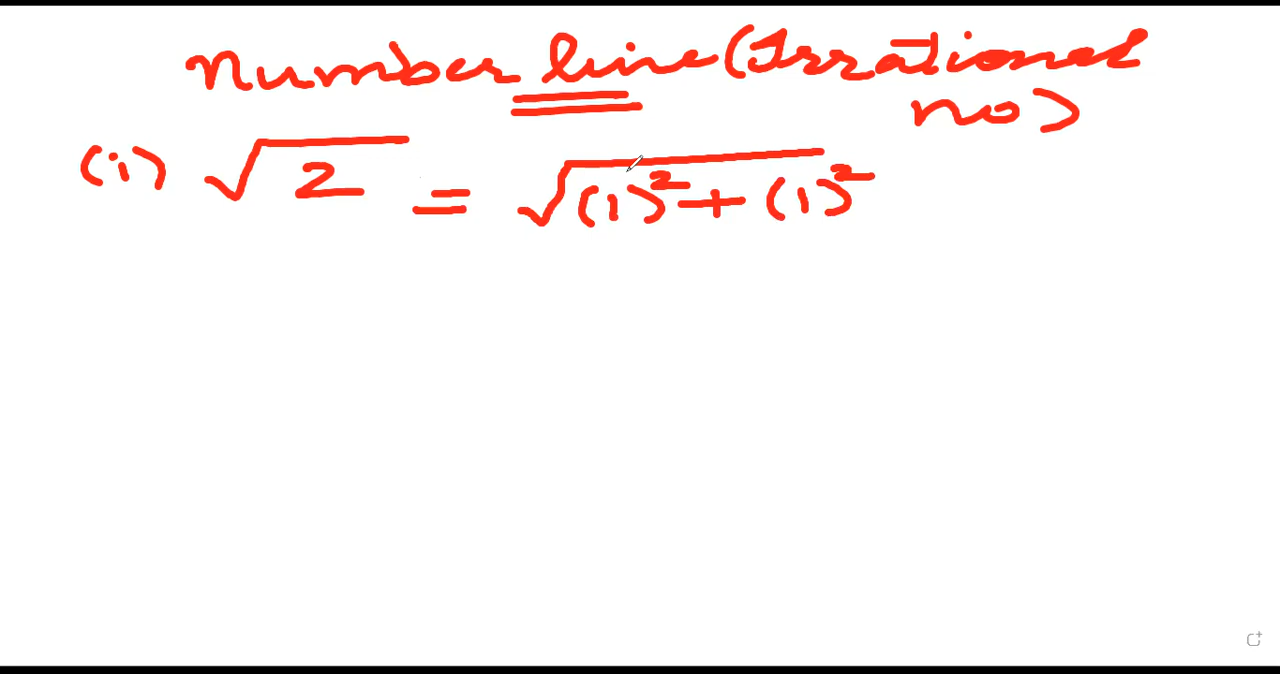 Number line (Irrational
no)
(i) √2 = √(1)² + (1)²